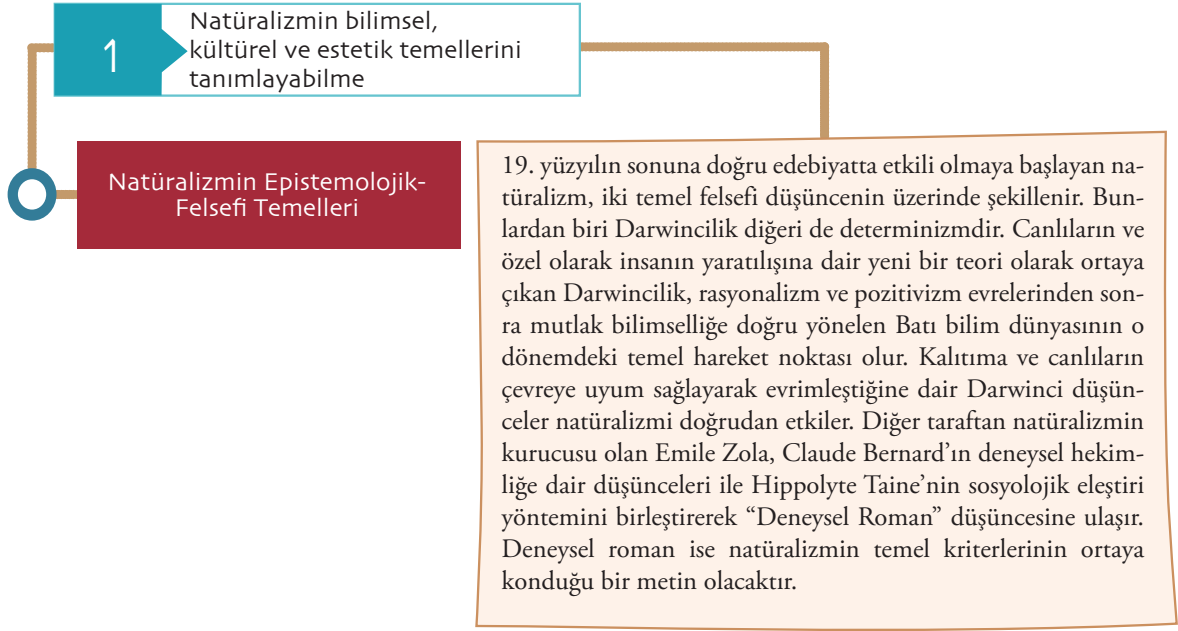 1
Natüralizmin bilimsel,
kültürel ve estetik temellerini
tanımlayabilme
Natüralizmin Epistemolojik-
Felsefi Temelleri
19. yüzyılın sonuna doğru edebiyatta etkili olmaya başlayan na-
türalizm, iki temel felsefi düşüncenin üzerinde şekillenir. Bun-
lardan biri Darwincilik diğeri de determinizmdir. Canlıların ve
özel olarak insanın yaratılışına dair yeni bir teori olarak ortaya
çıkan Darwincilik, rasyonalizm ve pozitivizm evrelerinden son-
ra mutlak bilimselliğe doğru yönelen Batı bilim dünyasının o
dönemdeki temel hareket noktası olur. Kalıtıma ve canlıların
çevreye uyum sağlayarak evrimleştiğine dair Darwinci düşün-
celer natüralizmi doğrudan etkiler. Diğer taraftan natüralizmin
kurucusu olan Emile Zola, Claude Bernard’ın deneysel hekim-
liğe dair düşünceleri ile Hippolyte Taine’nin sosyolojik eleştiri
yöntemini birleştirerek “Deneysel Roman” düşüncesine ulaşır.
Deneysel roman ise natüralizmin temel kriterlerinin ortaya
konduğu bir metin olacaktır.